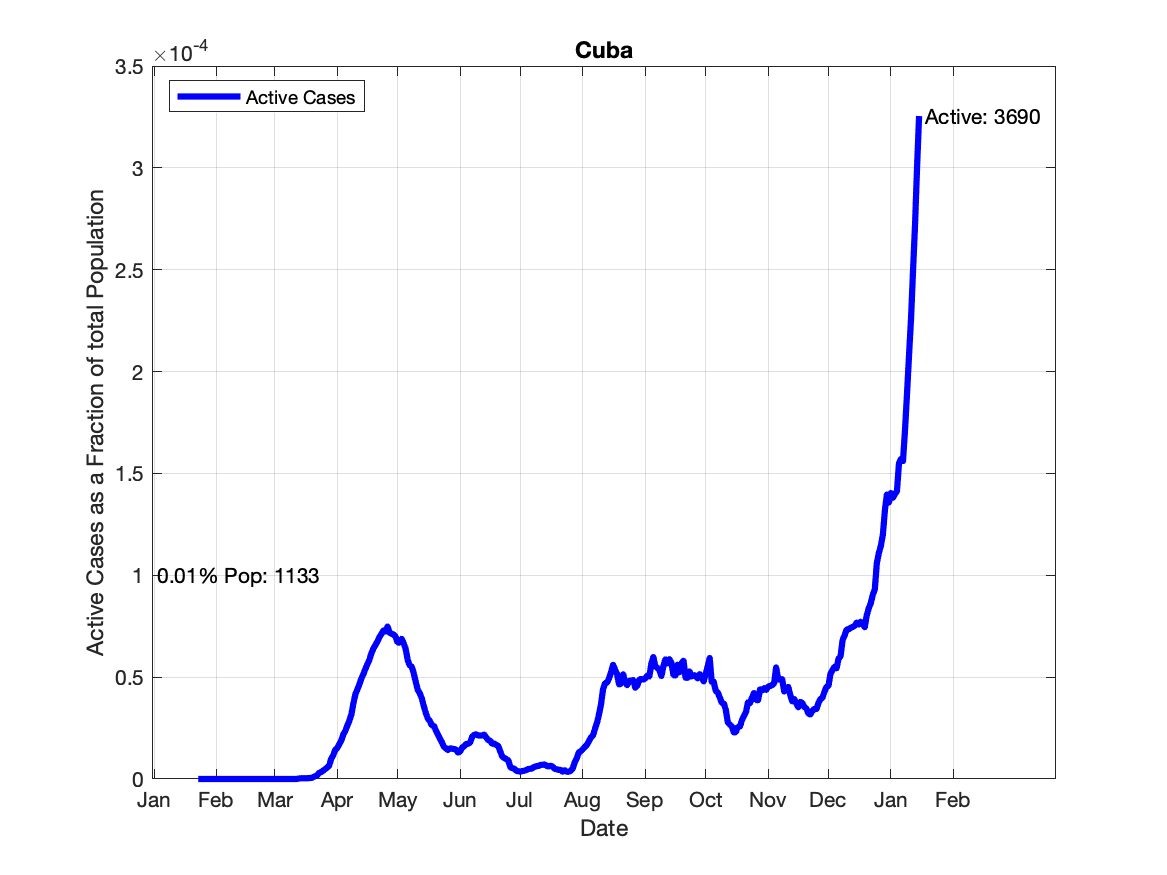 Cuba
×10-4
3.5
Active Cases
Active: 3690
3
2.5
2
1.5
1
0.01% Pop: 1133
0.5
0
Active Cases as a Fraction of total Population
Jan Feb Mar Apr May Jun Jul Aug Sep Oct Nov Dec Jan Feb
Date